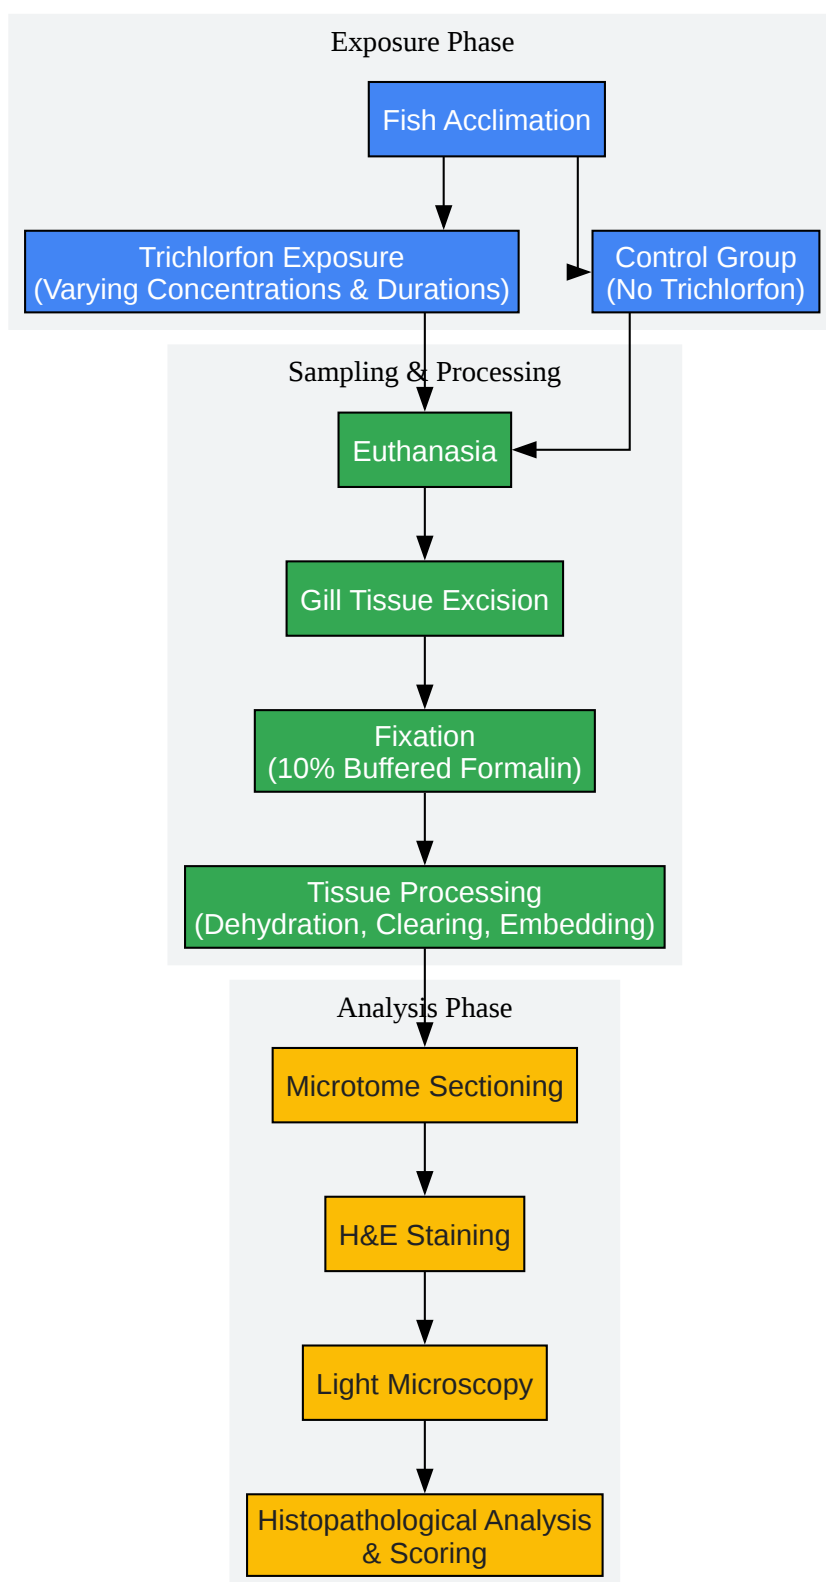 Exposure Phase
Fish Acclimation
Trichlorfon Exposure
(Varying Concentrations & Durations)
Control Group
(No Trichlorfon)
Sampling & Processing
Euthanasia
Gill Tissue Excision
Fixation
(10% Buffered Formalin)
Tissue Processing
(Dehydration, Clearing, Embedding)
Analysis Phase
Microtome Sectioning
H&E Staining
Light Microscopy
Histopathological Analysis
& Scoring